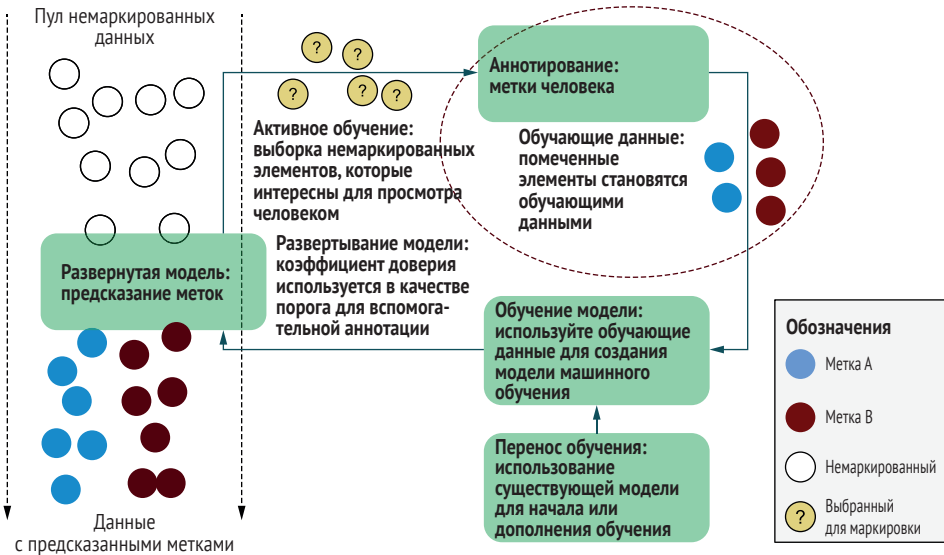 Пул немаркированных
данных
?
?
?
?
?
Аннотирование:
метки человека
Активное обучение:
выборка немаркированных
элементов, которые
интересны для просмотра
человеком
Обучающие данные:
помеченные
элементы становятся
обучающими
данными
Развернутая модель:
предсказание меток
Развертывание модели:
коэффициент доверия
используется в качестве
порога для вспомога-
тельной аннотации
Обучение модели:
используйте обучающие
данные для создания
модели машинного
обучения
Перенос обучения:
использование
существующей модели
для начала или
дополнения обучения
Данные
с предсказанными метками
Обозначения
Метка A
Метка B
Немаркированный
?
Выбранный
для маркировки